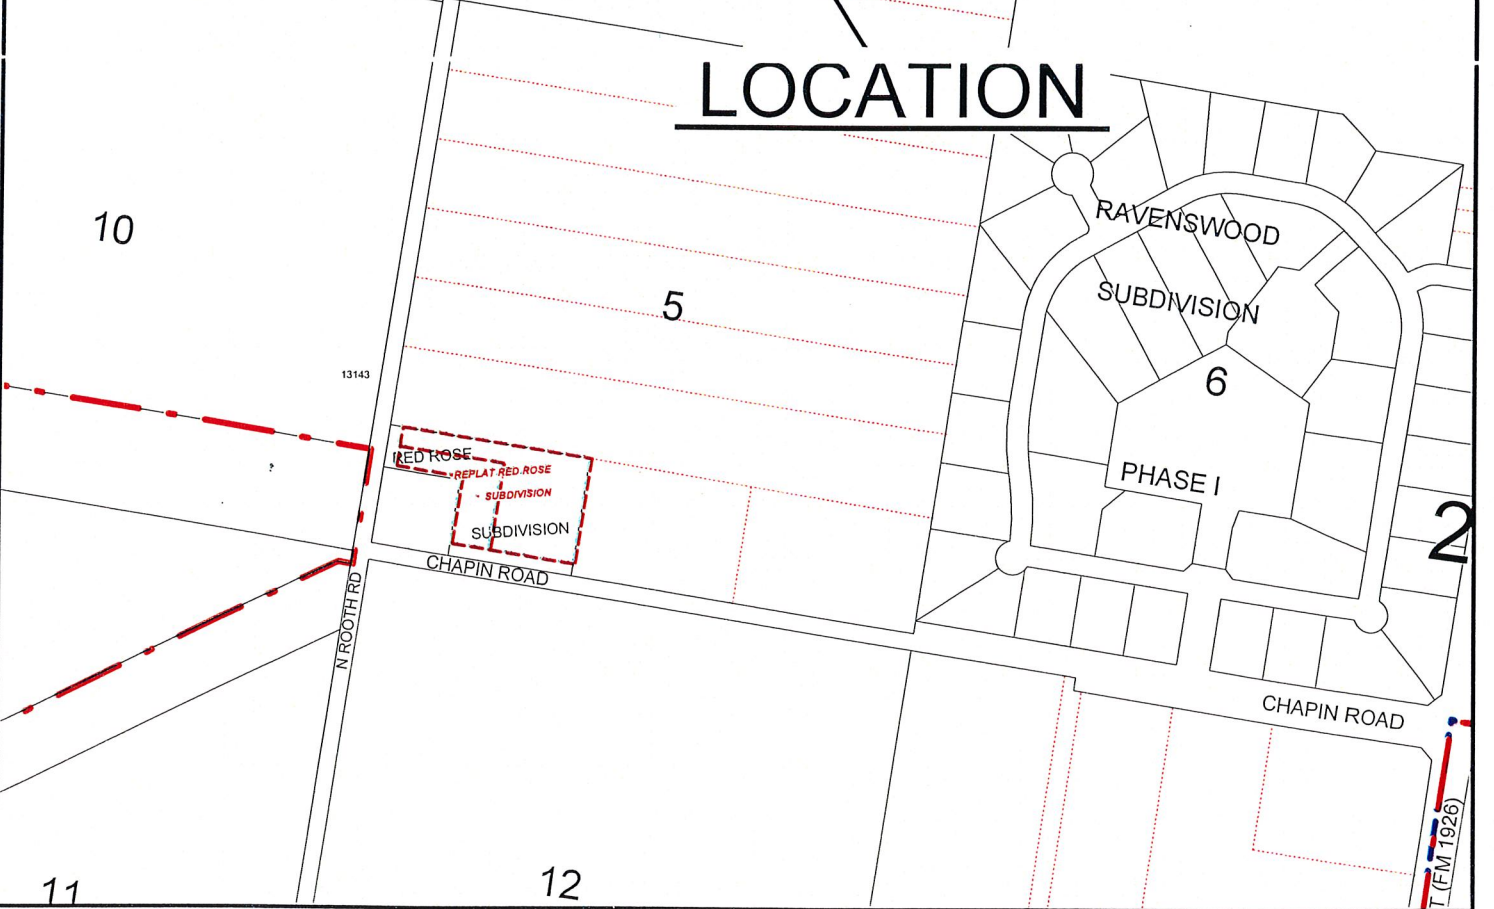 LOCATION
10
RAVENSWOOD
SUBDIVISION
5
13143
6
RED ROSE
REPLAT RED ROSE
SUBDIVISION
SUBDIVISION
PHASE I
2
CHAPIN ROAD
N ROOTH RD
CHAPIN ROAD
T (FM 1926)
11
12